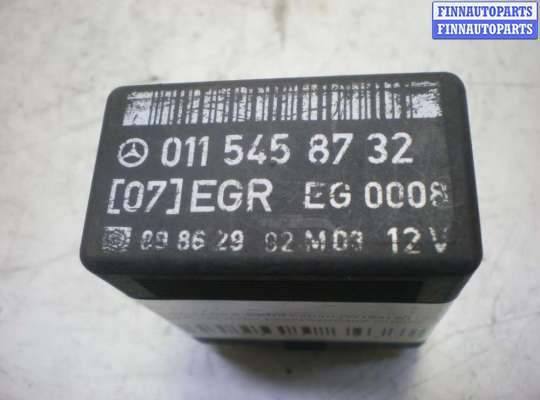 FINNAUTOPARTS
FINNAUTOPARTS
011 545 87 32
[07] EGR EG 0008
12 V